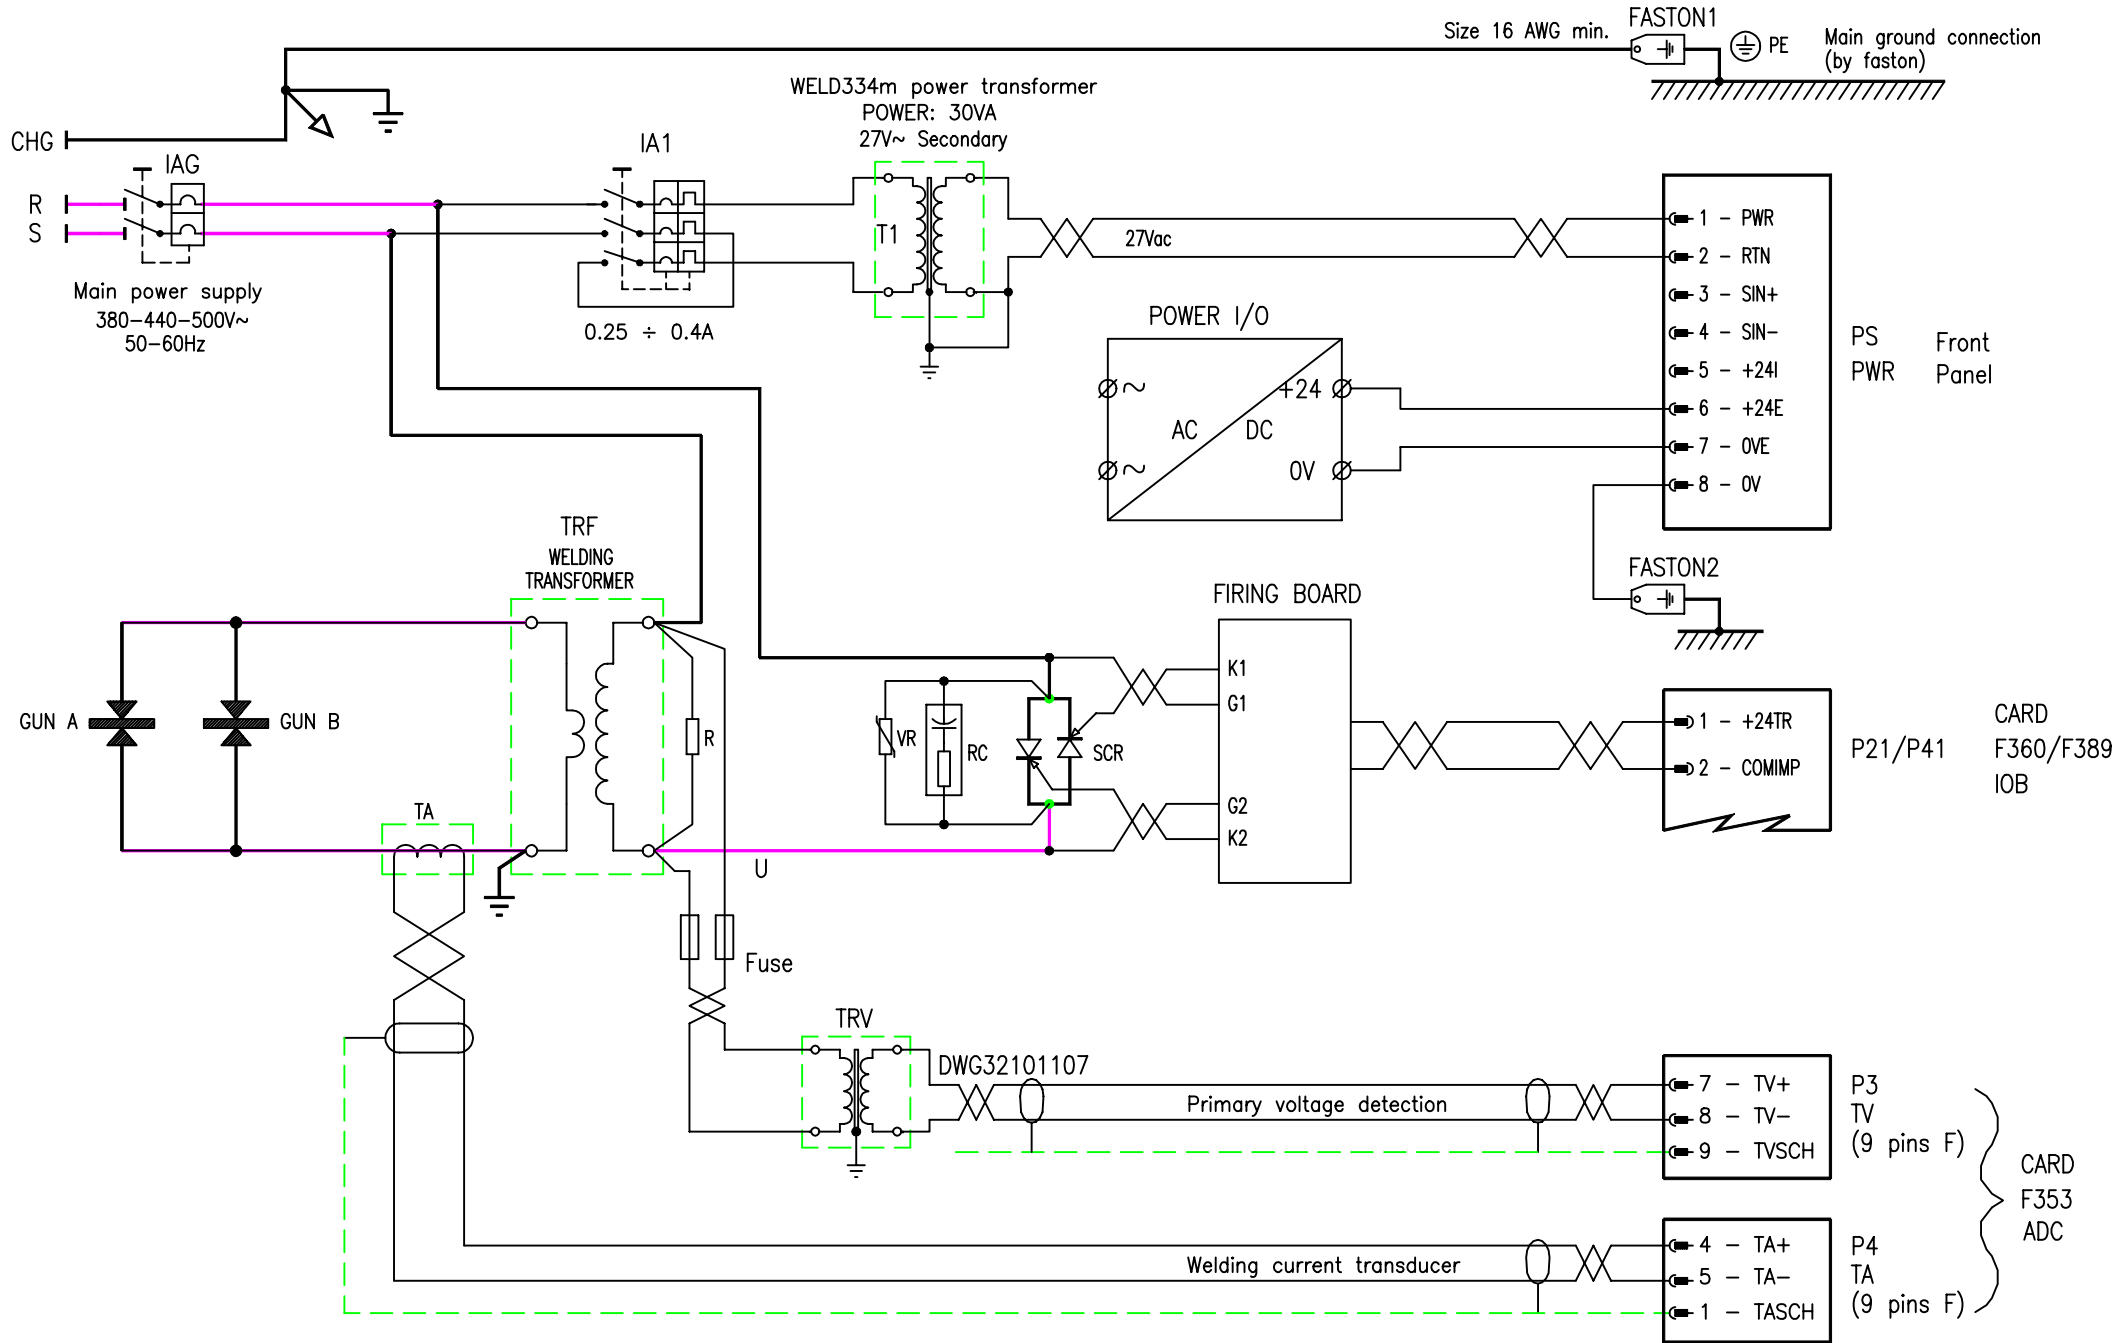 Size 16 AWG min.
FASTON1
PE
Main ground connection
(by faston)
CHG
IAG
R
S
Main power supply
380-440-500V~
50-60Hz
IA1
0.25 ÷ 0.4A
WELD334m power transformer
POWER: 30VA
27V~ Secondary
T1
27Vac
1 - PWR
2 - RTN
3 - SIN+
4 - SIN-
5 - +24I
6 - +24E
7 - 0VE
8 - 0V
PS
PWR
Front
Panel
POWER I/O
~
~
AC
DC
+24
0V
FASTON2
TRF
WELDING
TRANSFORMER
GUN A
GUN B
TA
R
U
Fuse
VR
RC
SCR
FIRING BOARD
K1
G1
G2
K2
1 - +24TR
2 - COMIMP
P21/P41
CARD
F360/F389
IOB
TRV
DWG32101107
Primary voltage detection
7 - TV+
8 - TV-
9 - TVSCH
P3
TV
(9 pins F)
Welding current transducer
4 - TA+
5 - TA-
1 - TASCH
P4
TA
(9 pins F)
CARD
F353
ADC